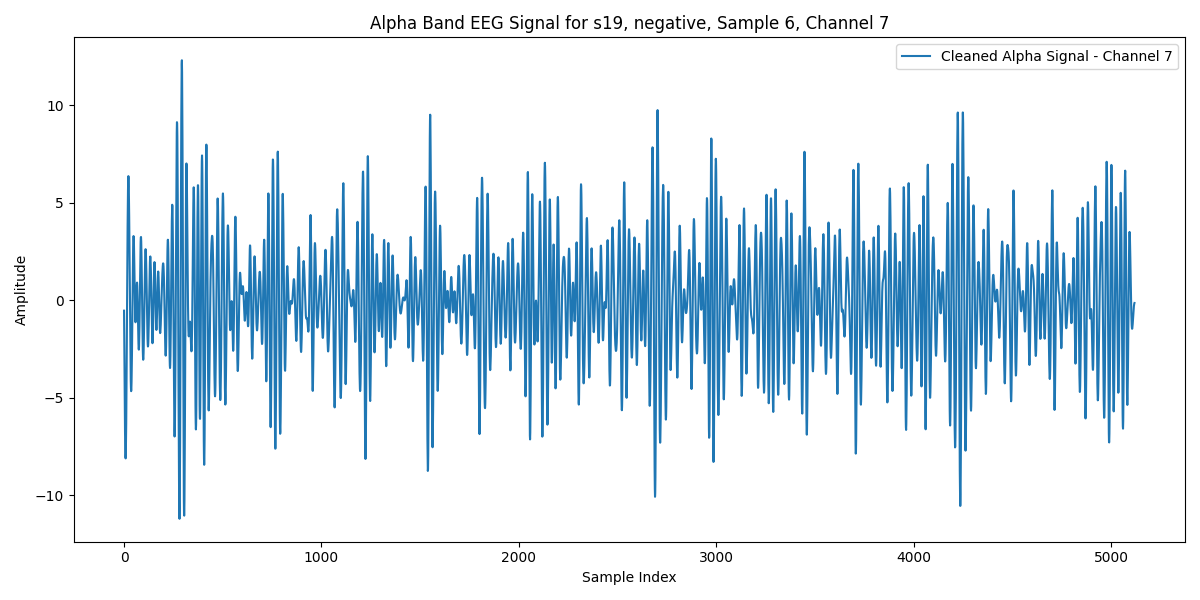 Alpha Band EEG Signal for s19, negative, Sample 6, Channel 7
Cleaned Alpha Signal - Channel 7
Amplitude
10
5
0
−5
−10
0 1000 2000 3000 4000 5000
Sample Index